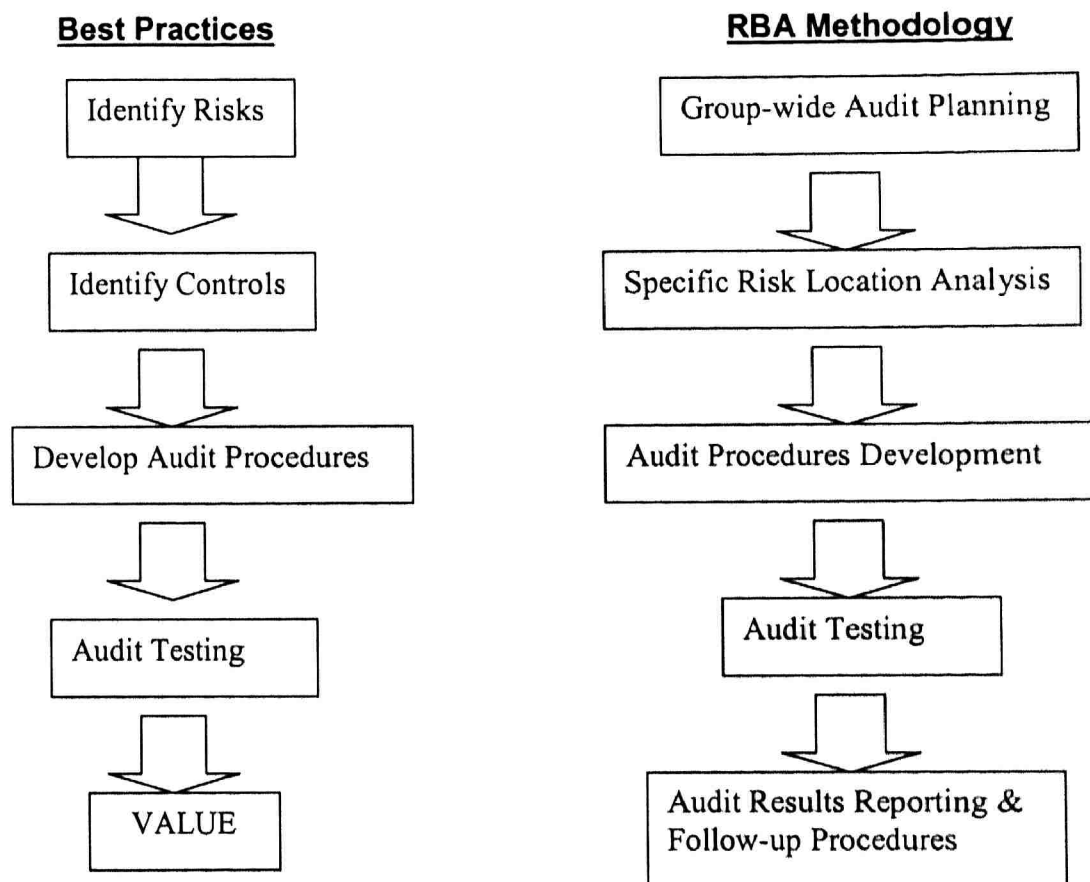 Best Practices
Identify Risks
Identify Controls
Develop Audit Procedures
Audit Testing
VALUE
RBA Methodology
Group-wide Audit Planning
Specific Risk Location Analysis
Audit Procedures Development
Audit Testing
Audit Results Reporting &
Follow-up Procedures